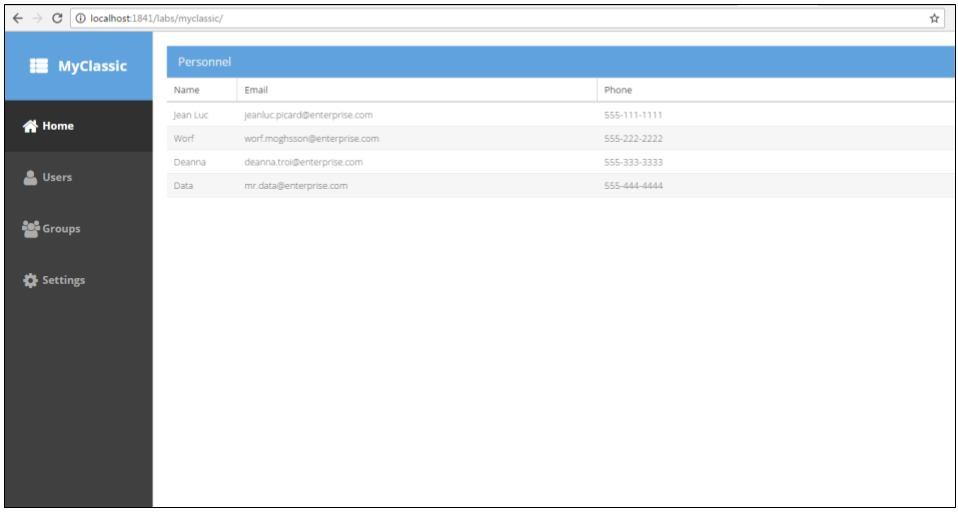 localhost:1841/labs/myclassic/
MyClassic
Home
Users
Groups
Settings
Personnel
Name Email Phone
Jean Luc jeanluc.picard@enterprise.com 555-111-1111
Worf worf.moghsson@enterprise.com 555-222-2222
Deanna deanna.troi@enterprise.com 555-333-3333
Data mr.data@enterprise.com 555-444-4444